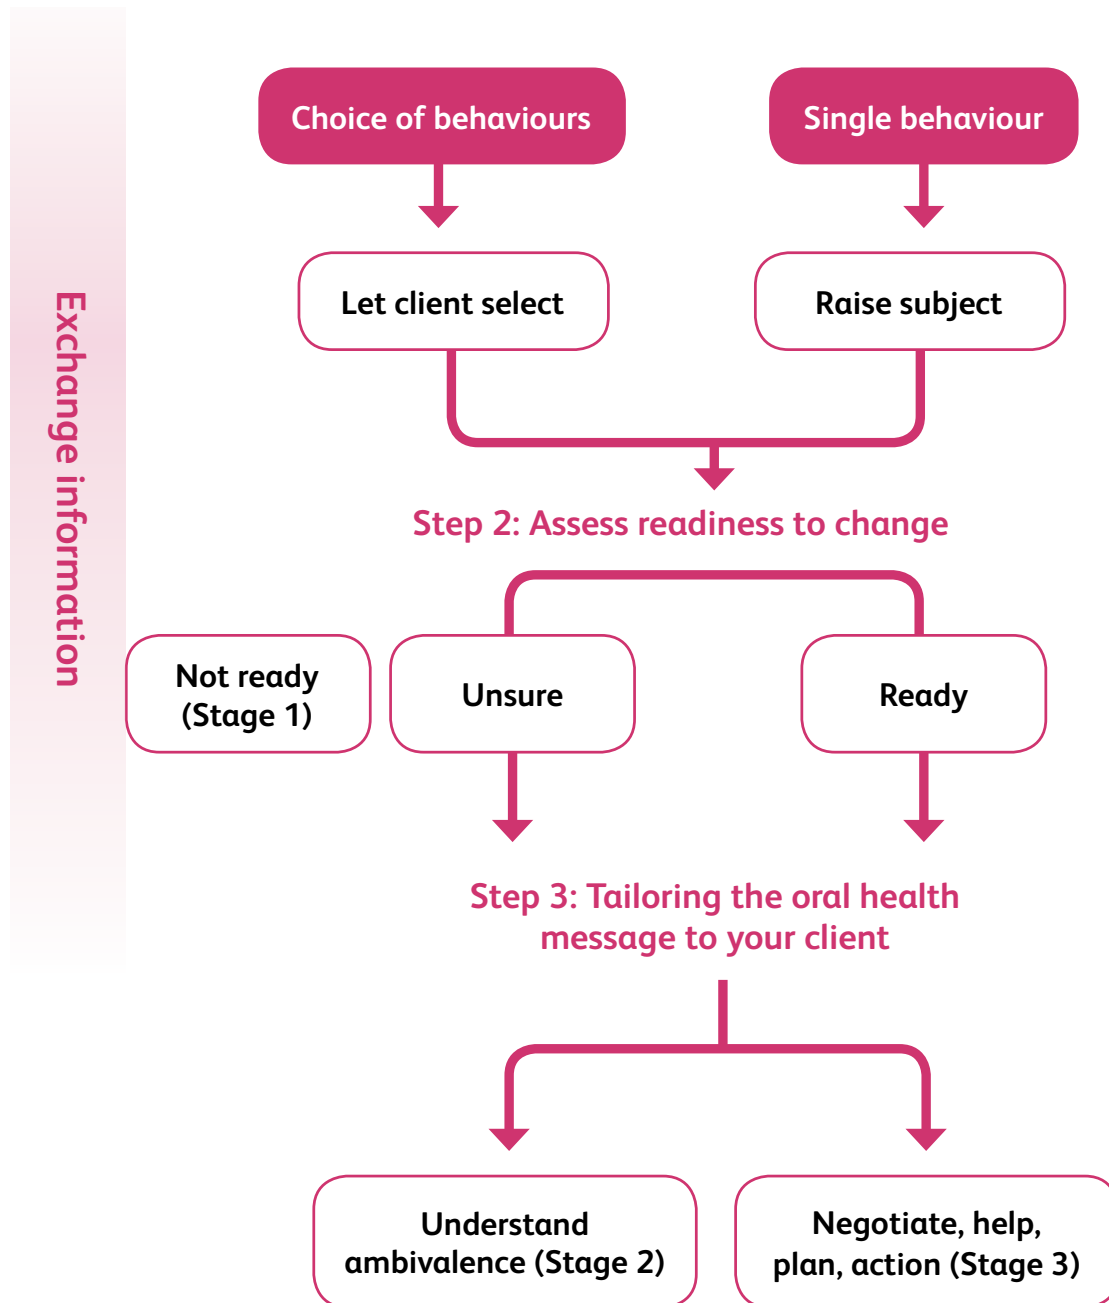 Exchange information
Choice of behaviours
Single behaviour
Let client select
Raise subject
Step 2: Assess readiness to change
Not ready
(Stage 1)
Unsure
Ready
Step 3: Tailoring the oral health
message to your client
Understand
ambivalence (Stage 2)
Negotiate, help,
plan, action (Stage 3)